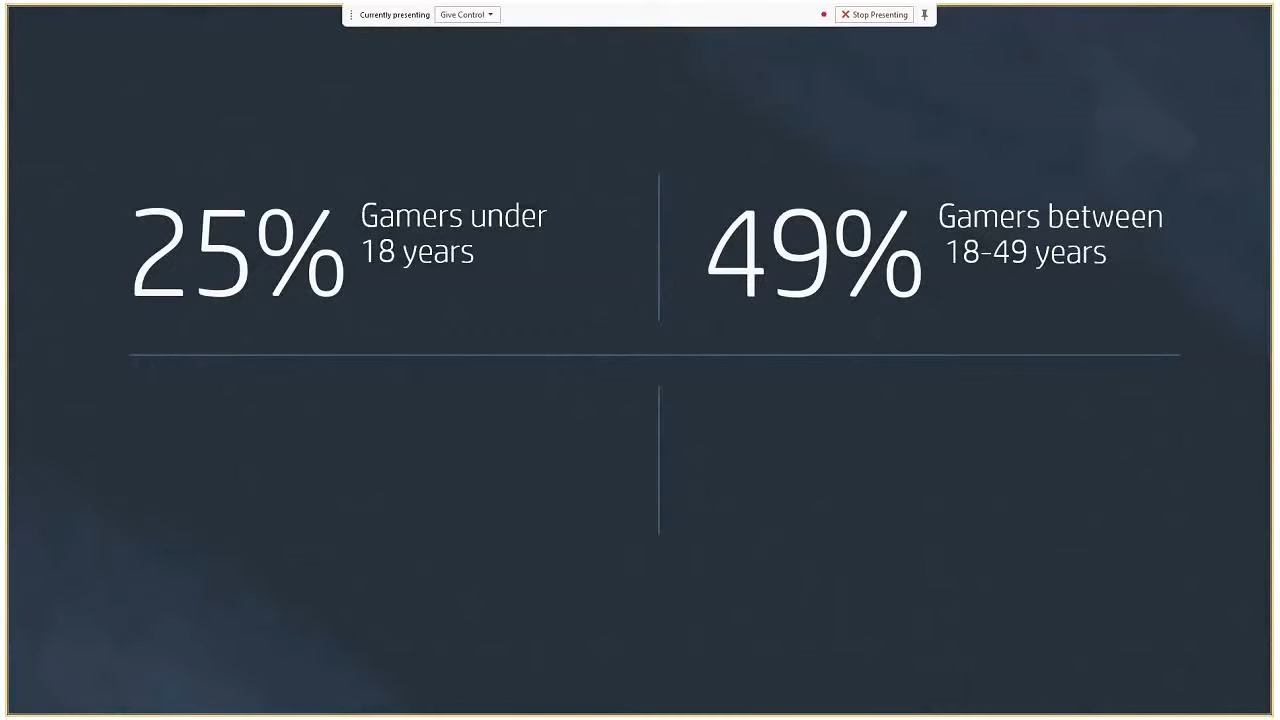 Currently presenting
Give Control
Stop Presenting
25%
Gamers under
18 years
49%
Gamers between
18-49 years